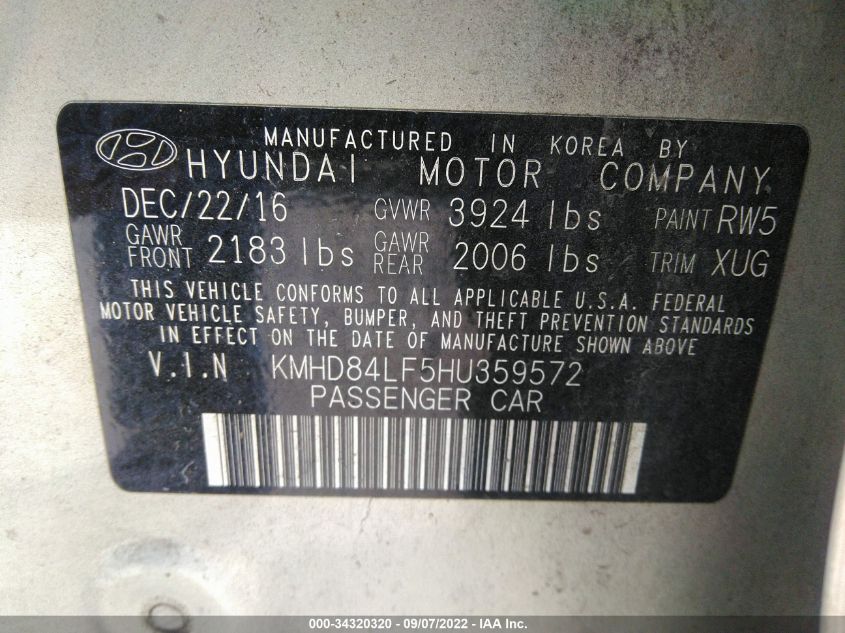 MANUFACTURED IN KOREA BY
HYUNDAI MOTOR COMPANY
DEC/22/16 GVWR 3924 lbs PAINT RW5
GAWR FRONT 2183 lbs GAWR REAR 2006 lbs TRIM XUG
THIS VEHICLE CONFORMS TO ALL APPLICABLE U.S.A. FEDERAL
MOTOR VEHICLE SAFETY, BUMPER, AND THEFT PREVENTION STANDARDS
IN EFFECT ON THE DATE OF MANUFACTURE SHOWN ABOVE.
V.I.N KMHD84LF5HU359572
PASSENGER CAR
000-34320320 - 09/07/2022 - IAA Inc.